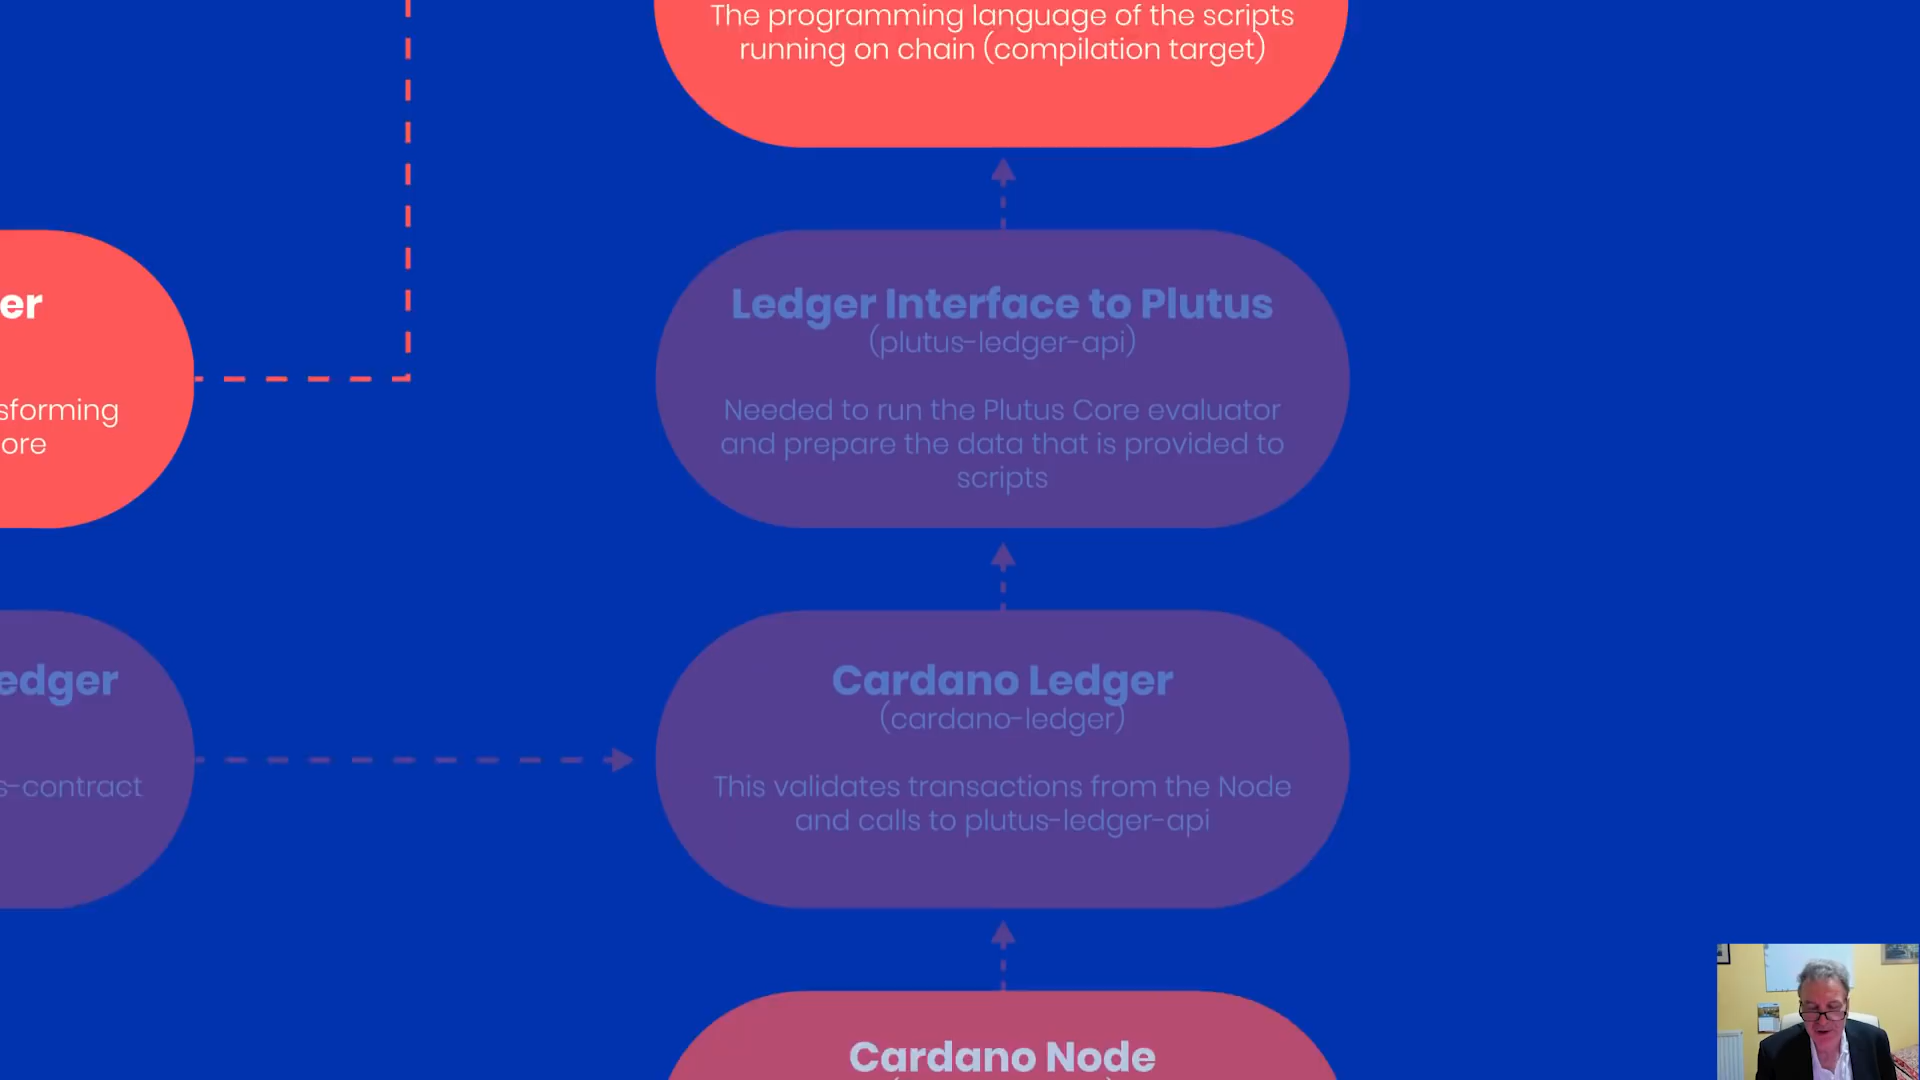 The programming language of the scripts
running on chain (compilation target)
er
sforming
ore
Ledger Interface to Plutus
(plutus-ledger-api)
Needed to run the Plutus Core evaluator
and prepare the data that is provided to
scripts
edger
s-contract
Cardano Ledger
(cardano-ledger)
This validates transactions from the Node
and calls to plutus-ledger-api
Cardano Node